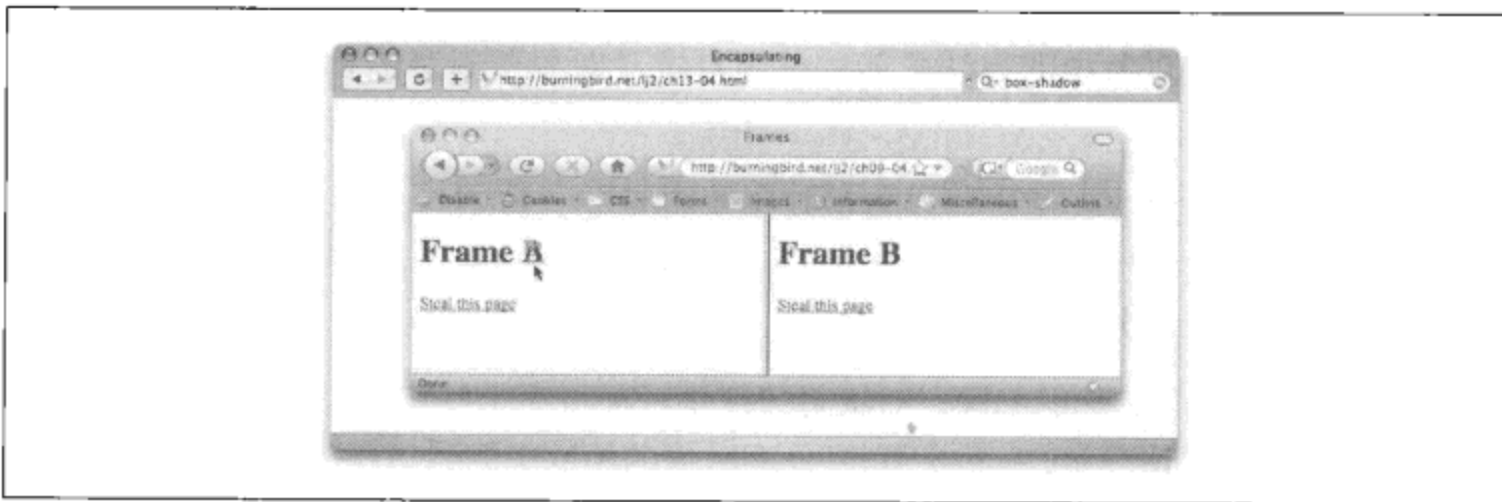 Encapsulating
http://burningbird.net/lj2/ch13-04.html
box-shadow
Frames
http://burningbird.net/lj2/ch09-04.
Google
Disable Cookies CSS Forms Images Information Miscellaneous Outline
Frame A
Frame B
Steal this page
Steal this page
Done